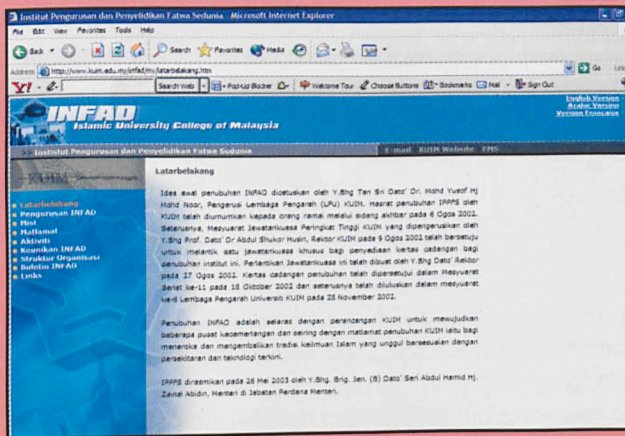 Institut Pengurusan dan Penyelidikan Fatwa Sedunia - Microsoft Internet Explorer
File Edit View Favorites Tools Help
Back Search Favorites Media
Address http://www.kuim.edu.my/infad/my/latarbelakang.htm Go Links
Y! Search Web Pop-Up Blocker Welcome Tour Choose Buttons Bookmarks Mail Sign Out
English Version
Arabic Version
Version Francaise
INFAD
Islamic University College of Malaysia
>> Institut Pengurusan dan Penyelidikan Fatwa Sedunia E-mail KUIM Website FMS
KUIM
Latarbelakang
Pengurusan INFAD
Misi
Matlamat
Aktiviti
Keunikan INFAD
Struktur Organisasi
Buletin INFAD
Links
Latarbelakang
Idea awal penubuhan INFAD dicetuskan oleh Y.Bhg Tan Sri Dato' Dr. Mohd Yusof Hj
Mohd Noor, Pengerusi Lembaga Pengarah (LPU) KUIM. Hasrat penubuhan IPPFS oleh
KUIM telah diumumkan kepada orang ramai melalui sidang akhbar pada 6 Ogos 2002.
Seterusnya, Mesyuarat Jawatankuasa Peringkat Tinggi KUIM yang dipengerusikan oleh
Y.Bhg Prof. Dato' Dr Abdul Shukor Husin, Rektor KUIM pada 9 Ogos 2002 telah bersetuju
untuk melantik satu jawatankuasa khusus bagi penyediaan kertas cadangan bagi
penubuhan institut ini. Perlantikan Jawatankuasa ini telah dibuat oleh Y.Bhg Dato' Rektor
pada 27 Ogos 2002. Kertas cadangan penubuhan telah dipersetujui dalam Mesyuarat
Senat ke-11 pada 18 Oktober 2002 dan seterusnya telah diluluskan dalam mesyuarat
ke-6 Lembaga Pengarah Universiti KUIM pada 28 November 2002.
Penubuhan INFAD adalah selaras dengan perancangan KUIM untuk mewujudkan
beberapa pusat kecemerlangan dan seiring dengan matlamat penubuhan KUIM iaitu bagi
meneroka dan mengembalikan tradisi keilmuan Islam yang unggul bersesuaian dengan
persekitaran dan teknologi terkini.
IPPFS dirasmikan pada 26 Mei 2003 oleh Y.Bhg. Brig. Jen. (B) Dato' Seri Abdul Hamid Hj.
Zainal Abidin, Menteri di Jabatan Perdana Menteri.